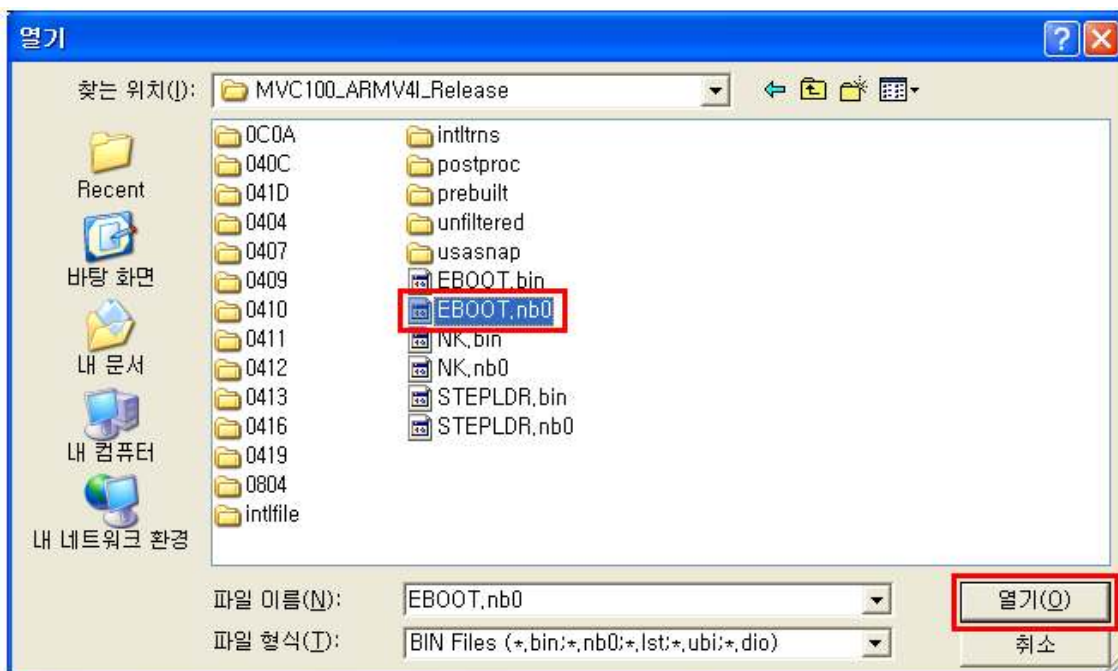 열기
찾는 위치(I):
MVC100_ARMV4I_Release
Recent
바탕 화면
내 문서
내 컴퓨터
내 네트워크 환경
0C0A
040C
041D
0404
0407
0409
0410
0411
0412
0413
0416
0419
0804
intlfile
intltrns
postproc
prebuilt
unfiltered
usasnap
EBOOT.bin
EBOOT.nb0
NK.bin
NK.nb0
STEPLDR.bin
STEPLDR.nb0
파일 이름(N):
EBOOT.nb0
열기(O)
파일 형식(T):
BIN Files (*.bin;*.nb0;*.lst;*.ubi;*.dio)
취소